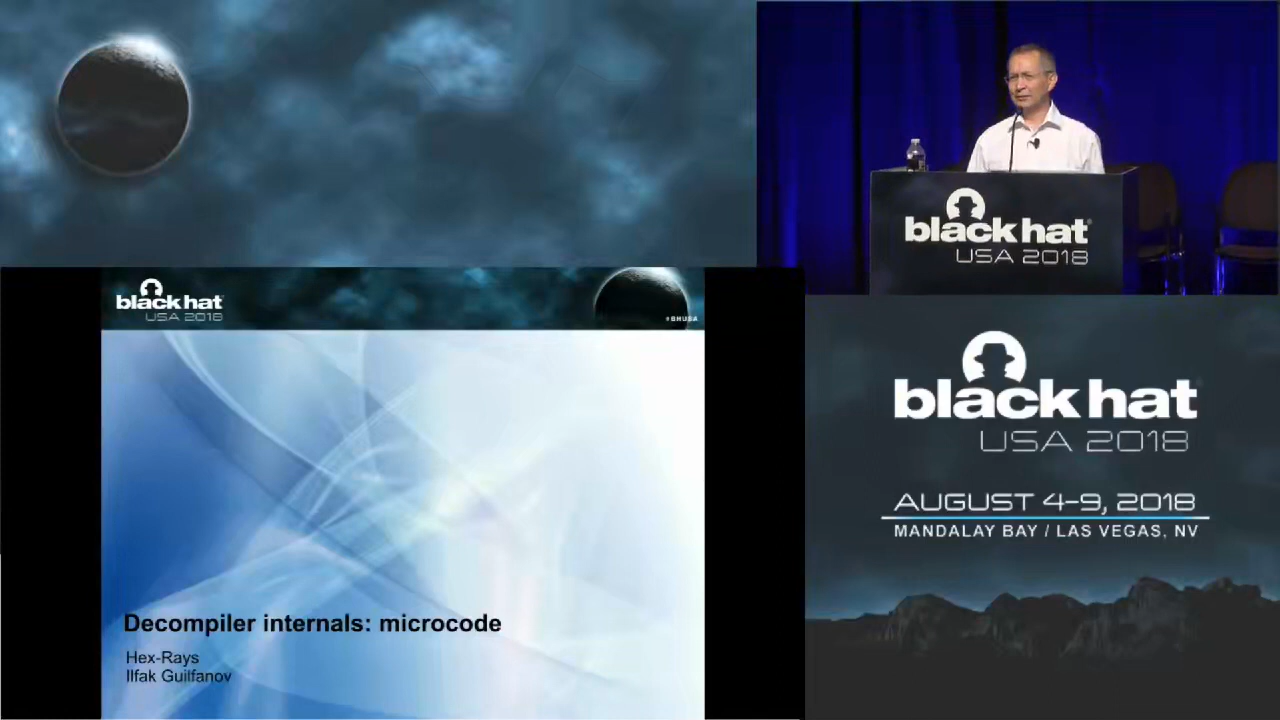 black hat
USA 2018
black hat
USA 2018
#BHUSA
Decompiler internals: microcode
Hex-Rays
Ilfak Guilfanov
black hat
USA 2018
AUGUST 4-9, 2018
MANDALAY BAY / LAS VEGAS, NV